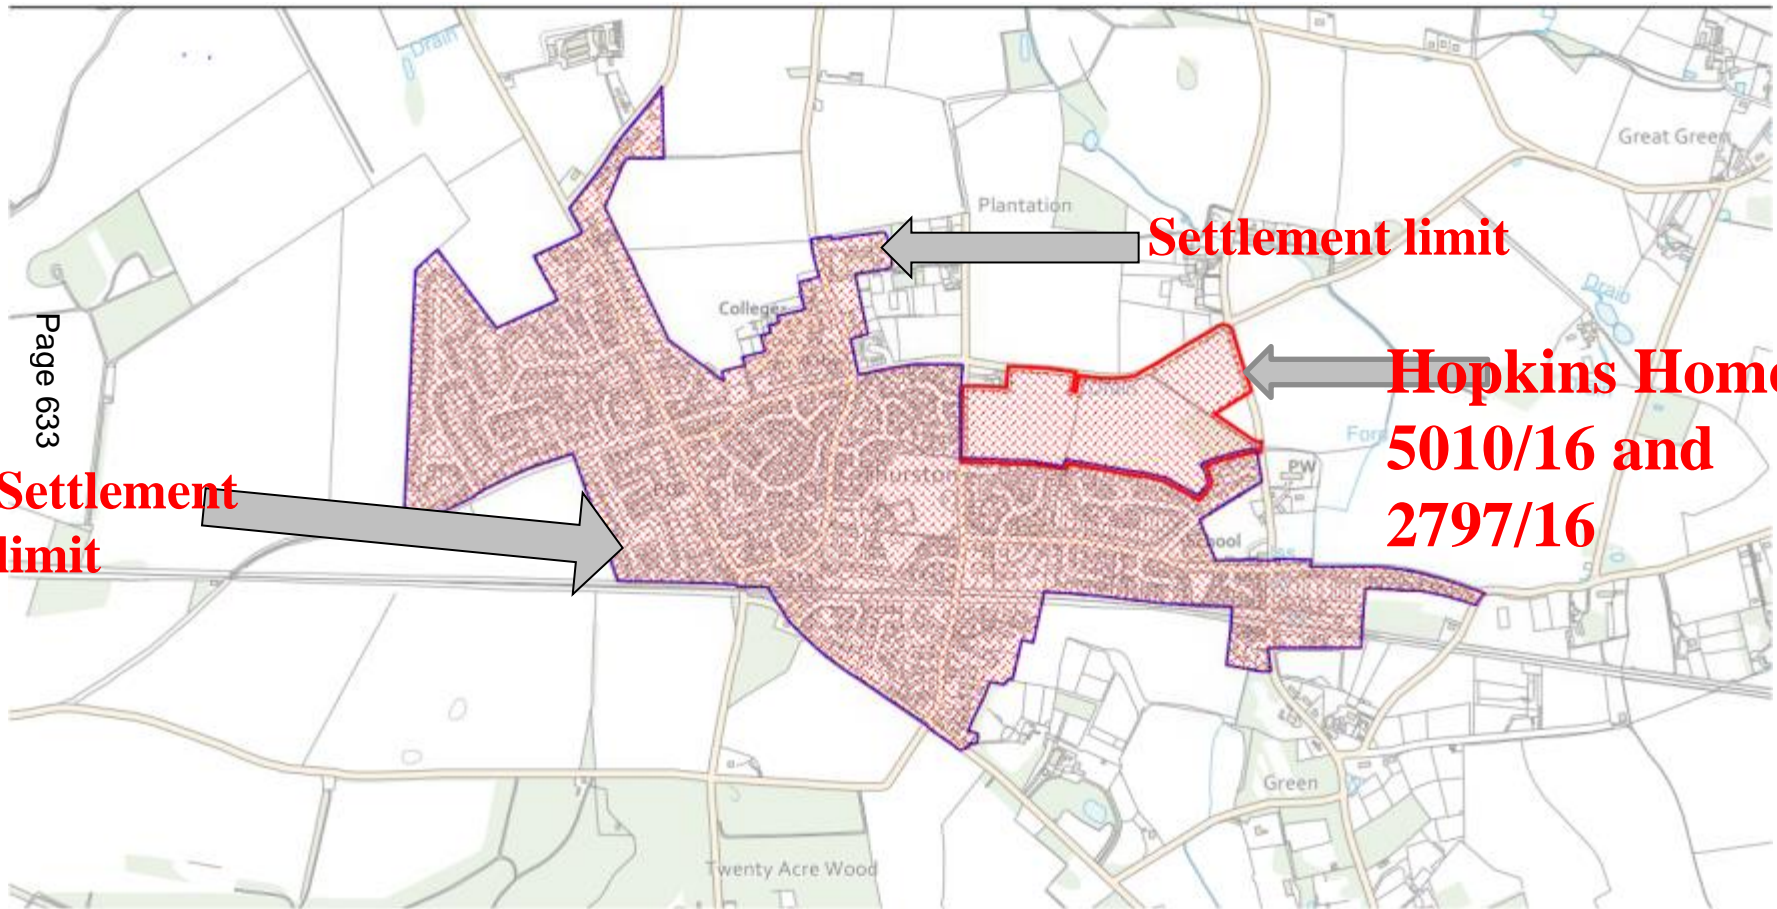 Drain
Great Green
Plantation
Settlement limit
College
Drain
Page 633
Hopkins Home
5010/16 and
2797/16
PW
Settlement
limit
Green
Twenty Acre Wood